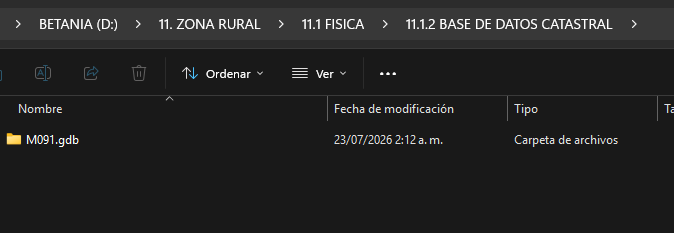 BETANIA (D:) > 11. ZONA RURAL > 11.1 FISICA > 11.1.2 BASE DE DATOS CATASTRAL >
Ordenar Ver ...
Nombre Fecha de modificación Tipo
M091.gdb 23/07/2026 2:12 a. m. Carpeta de archivos